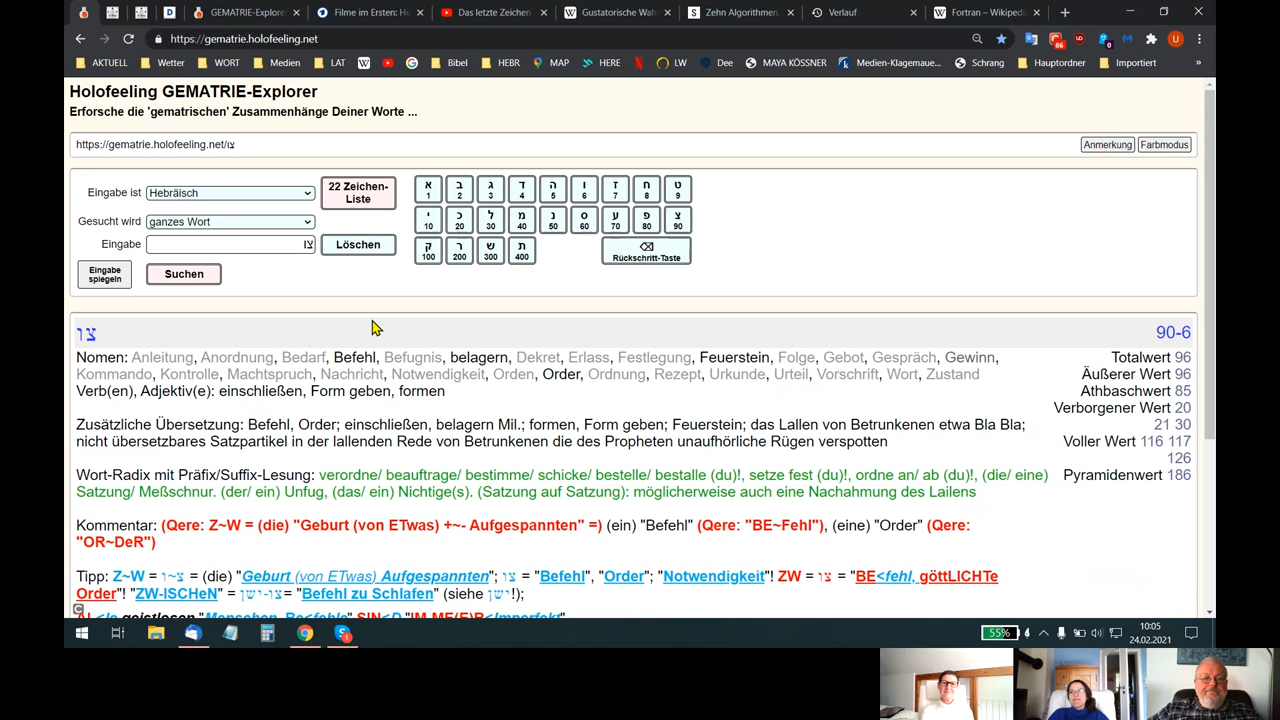 GEMATRIE-Explore
Filme im Ersten: He
Das letzte Zeichen
Gustatorische Wah
Zehn Algorithmen,
Verlauf
Fortran – Wikipedi
https://gematrie.holofeeling.net
AKTUELL Wetter WORT Medien LAT Bibel HEBR MAP HERE LW Dee MAYA KÖSSNER Medien-Klagemaue... Schrang Hauptordner Importiert »
Holofeeling GEMATRIE-Explorer
Erforsche die 'gematrischen' Zusammenhänge Deiner Worte ...
https://gematrie.holofeeling.net/צו
Anmerkung Farbmodus
Eingabe ist Hebräisch
22 Zeichen-Liste
Gesucht wird ganzes Wort
Eingabe צו
Löschen
Eingabe spiegeln
Suchen
א ב ג ד ה ו ז ח ט
1 2 3 4 5 6 7 8 9
י כ ל מ נ ס ע פ צ
10 20 30 40 50 60 70 80 90
ק ר ש ת ⌫
100 200 300 400 Rückschritt-Taste
צו 90-6
Nomen: Anleitung, Anordnung, Bedarf, Befehl, Befugnis, belagern, Dekret, Erlass, Festlegung, Feuerstein, Folge, Gebot, Gespräch, Gewinn,
Kommando, Kontrolle, Machtspruch, Nachricht, Notwendigkeit, Orden, Order, Ordnung, Rezept, Urkunde, Urteil, Vorschrift, Wort, Zustand
Verb(en), Adjektiv(e): einschließen, Form geben, formen
Zusätzliche Übersetzung: Befehl, Order; einschließen, belagern Mil.; formen, Form geben; Feuerstein; das Lallen von Betrunkenen etwa Bla Bla;
nicht übersetzbares Satzpartikel in der lallenden Rede von Betrunkenen die des Propheten unaufhörliche Rügen verspotten
Wort-Radix mit Präfix/Suffix-Lesung: verordne/ beauftrage/ bestimme/ schicke/ bestelle/ bestalle (du)!, setze fest (du)!, ordne an/ ab (du)!, (die/ eine)
Satzung/ Meßschnur. (der/ ein) Unfug, (das/ ein) Nichtige(s). (Satzung auf Satzung): möglicherweise auch eine Nachahmung des Lailens
Kommentar: (Qere: Z~W = (die) "Geburt (von ETwas) +~- Aufgespannten" =) (ein) "Befehl" (Qere: "BE~Fehl"), (eine) "Order" (Qere:
"OR~DeR")
Tipp: Z~W = צ~ו = (die) "Geburt (von ETwas) Aufgespannten"; צו = "Befehl", "Order"; "Notwendigkeit"! ZW = צו = "BE<fehl, göttLICHTe
Order"! "ZW-ISCHeN" = צו-ישן = "Befehl zu Schlafen" (siehe ישן!);
Totalwert 96
Äußerer Wert 96
Athbaschwert 85
Verborgener Wert 20
21 30
Voller Wert 116 117
126
Pyramidenwert 186
55%
10:05
24.02.2021